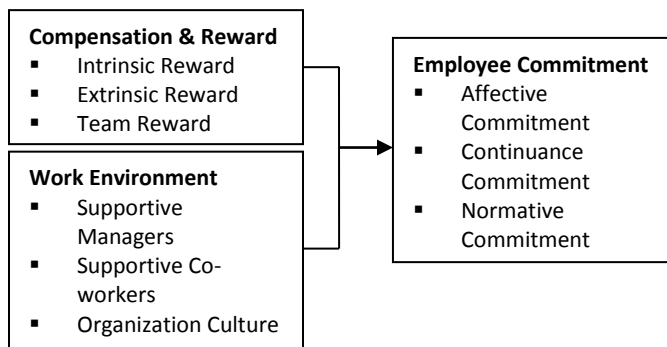 Compensation & Reward
▪ Intrinsic Reward
▪ Extrinsic Reward
▪ Team Reward
Work Environment
▪ Supportive
Managers
▪ Supportive Co-
workers
▪ Organization Culture
Employee Commitment
▪ Affective
Commitment
▪ Continuance
Commitment
▪ Normative
Commitment